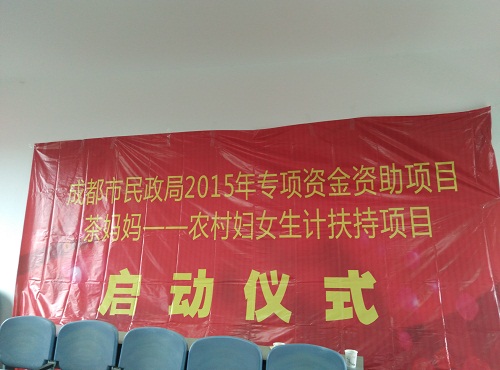 成都市民政局2015年专项资金资助项目
茶妈妈——农村妇女生计扶持项目
启动仪式